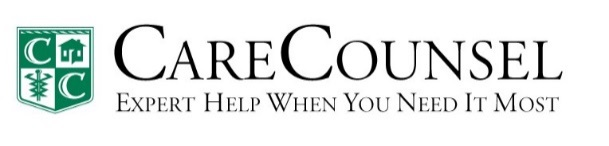 C
C
CARECOUNSEL
EXPERT HELP WHEN YOU NEED IT MOST